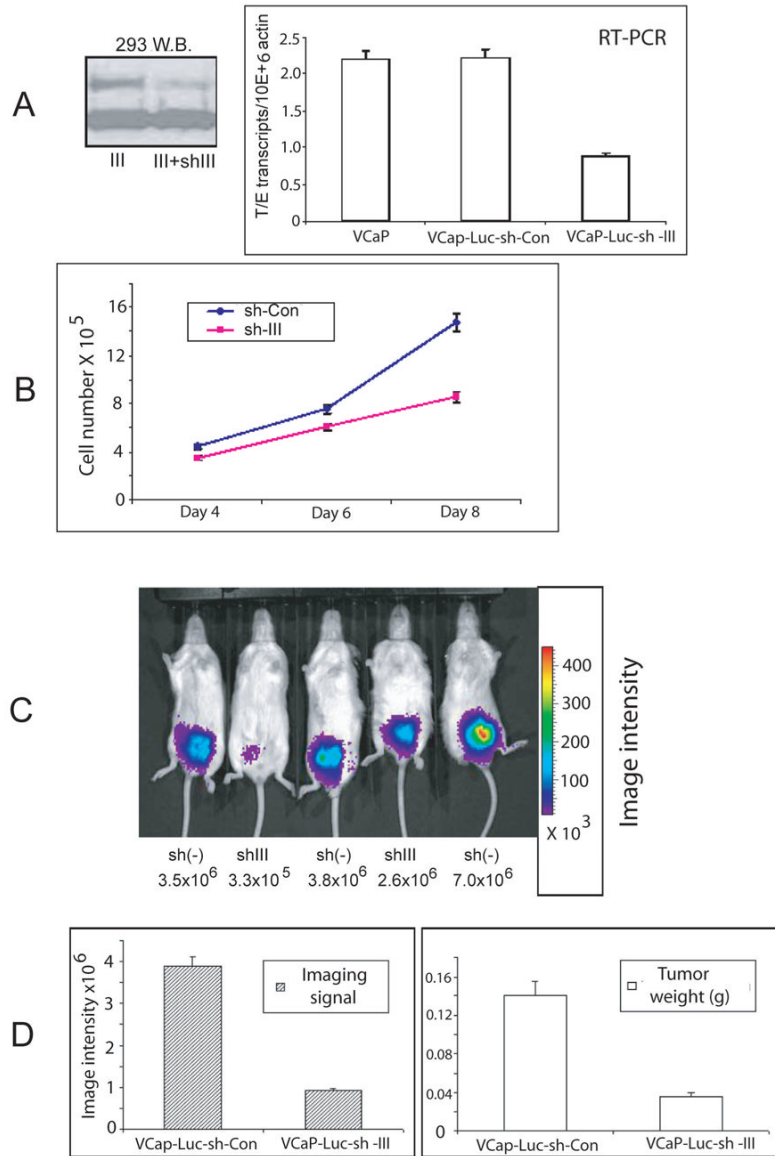 A
293 W.B.
III III+shIII
RT-PCR
T/E transcripts/10E+6 actin
2.5
2.0
1.5
1.0
0.5
0
VCaP VCap-Luc-sh-Con VCaP-Luc-sh -III
B
Cell number X 10^5
16
12
8
4
0
sh-Con
sh-III
Day 4 Day 6 Day 8
C
400
300
200
100
X 10^3
Image intensity
sh(-) shIII sh(-) shIII sh(-)
3.5x10^6 3.3x10^5 3.8x10^6 2.6x10^6 7.0x10^6
D
Image intensity x10^6
4
3
2
1
0
Imaging
signal
VCap-Luc-sh-Con VCaP-Luc-sh -III
0.16
0.12
0.08
0.04
0
Tumor
weight (g)
VCap-Luc-sh-Con VCaP-Luc-sh -III